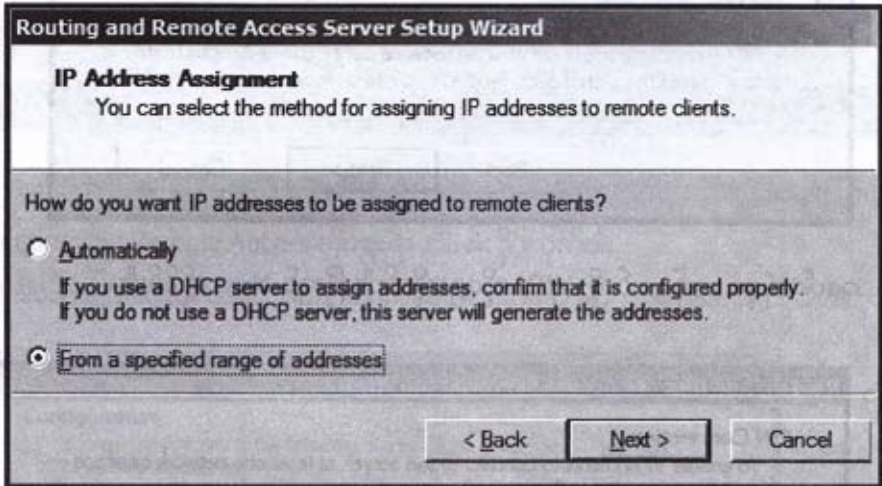 Routing and Remote Access Server Setup Wizard
IP Address Assignment
You can select the method for assigning IP addresses to remote clients.
How do you want IP addresses to be assigned to remote clients?
Automatically
If you use a DHCP server to assign addresses, confirm that it is configured properly.
If you do not use a DHCP server, this server will generate the addresses.
From a specified range of addresses
< Back
Next >
Cancel